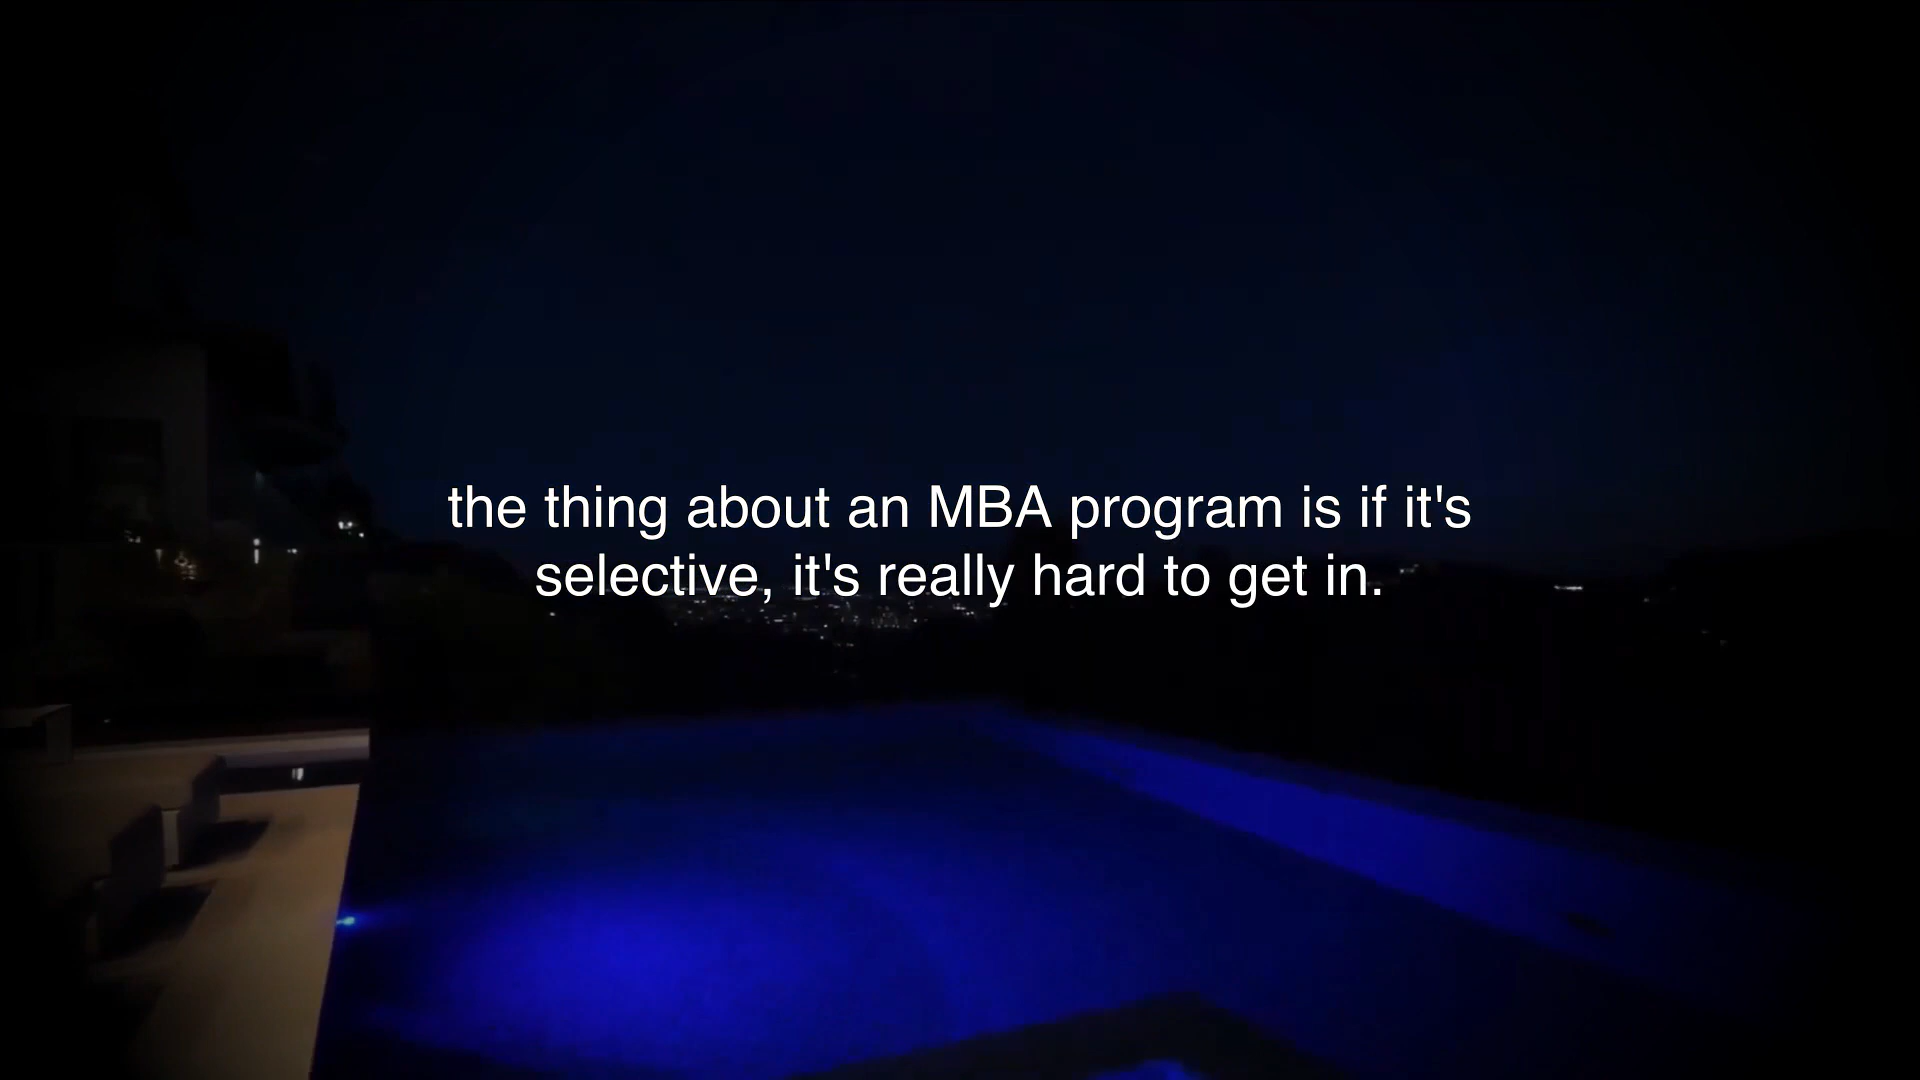 the thing about an MBA program is if it's
selective, it's really hard to get in.